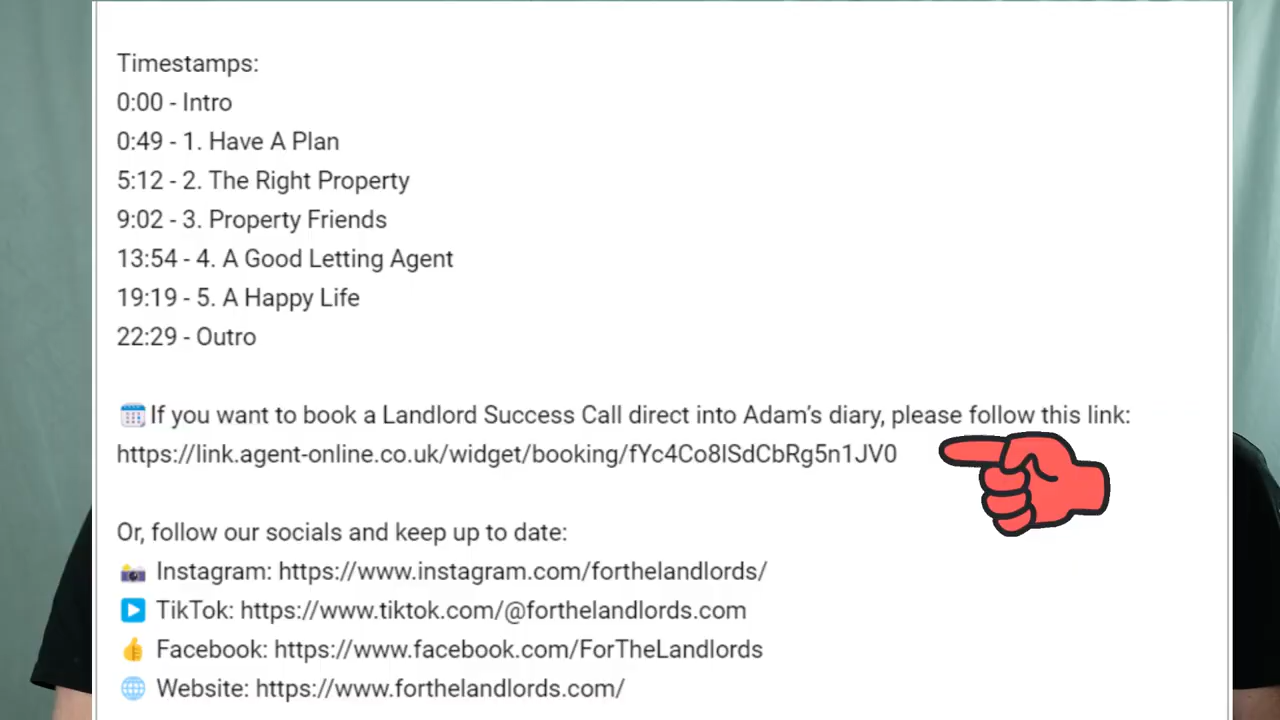 Timestamps:
0:00 - Intro
0:49 - 1. Have A Plan
5:12 - 2. The Right Property
9:02 - 3. Property Friends
13:54 - 4. A Good Letting Agent
19:19 - 5. A Happy Life
22:29 - Outro
If you want to book a Landlord Success Call direct into Adam's diary, please follow this link:
https://link.agent-online.co.uk/widget/booking/fYc4Co8lSdCbRg5n1JV0
Or, follow our socials and keep up to date:
Instagram: https://www.instagram.com/forthelandlords/
TikTok: https://www.tiktok.com/@forthelandlords.com
Facebook: https://www.facebook.com/ForTheLandlords
Website: https://www.forthelandlords.com/